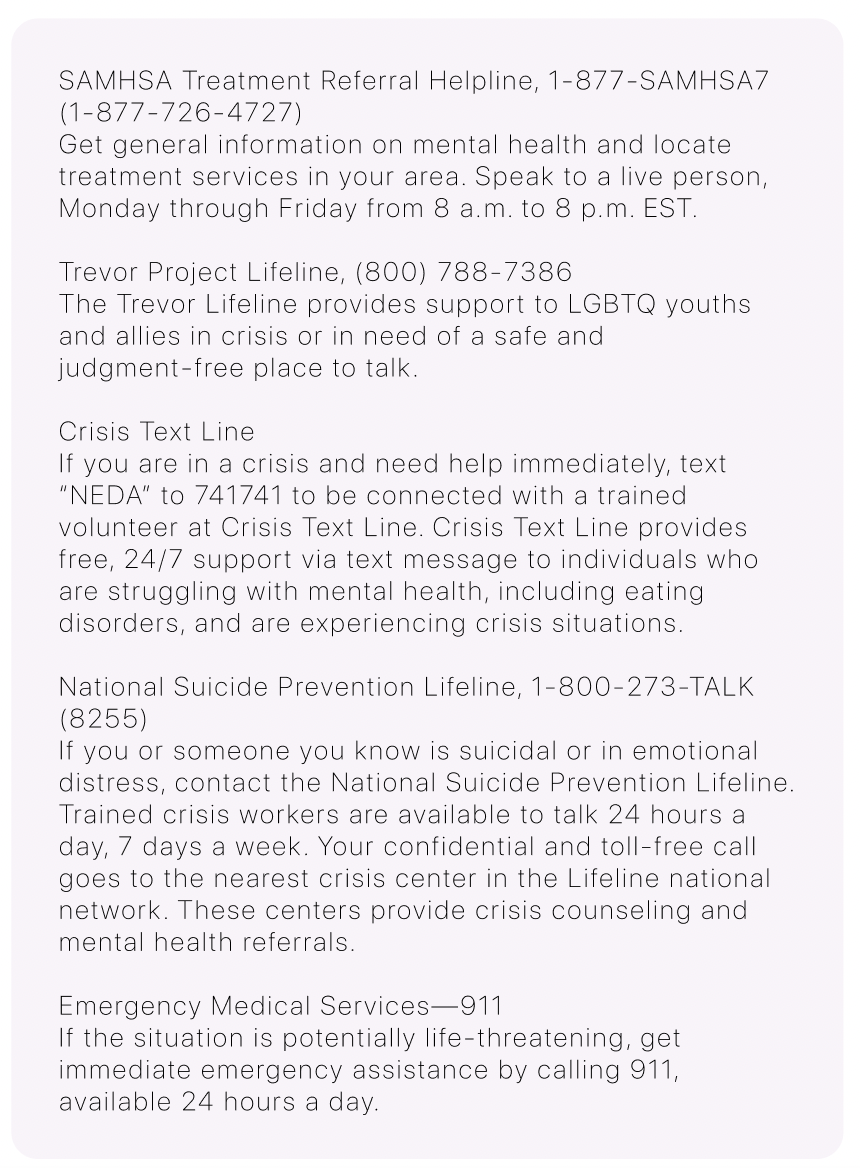 SAMHSA Treatment Referral Helpline, 1-877-SAMHSA7
(1-877-726-4727)
Get general information on mental health and locate
treatment services in your area. Speak to a live person,
Monday through Friday from 8 a.m. to 8 p.m. EST.
Trevor Project Lifeline, (800) 788-7386
The Trevor Lifeline provides support to LGBTQ youths
and allies in crisis or in need of a safe and
judgment-free place to talk.
Crisis Text Line
If you are in a crisis and need help immediately, text
“NEDA” to 741741 to be connected with a trained
volunteer at Crisis Text Line. Crisis Text Line provides
free, 24/7 support via text message to individuals who
are struggling with mental health, including eating
disorders, and are experiencing crisis situations.
National Suicide Prevention Lifeline, 1-800-273-TALK
(8255)
If you or someone you know is suicidal or in emotional
distress, contact the National Suicide Prevention Lifeline.
Trained crisis workers are available to talk 24 hours a
day, 7 days a week. Your confidential and toll-free call
goes to the nearest crisis center in the Lifeline national
network. These centers provide crisis counseling and
mental health referrals.
Emergency Medical Services—911
If the situation is potentially life-threatening, get
immediate emergency assistance by calling 911,
available 24 hours a day.